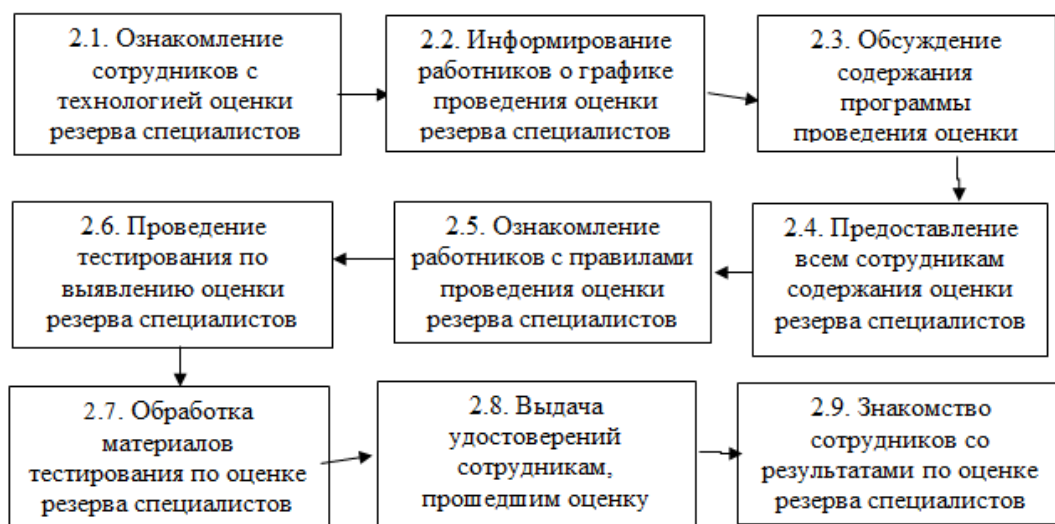 2.1. Ознакомление
сотрудников с
технологией оценки
резерва специалистов
2.2. Информирование
работников о графике
проведения оценки
резерва специалистов
2.3. Обсуждение
содержания
программы
проведения оценки
2.4. Предоставление
всем сотрудникам
содержания оценки
резерва специалистов
2.5. Ознакомление
работников с правилами
проведения оценки
резерва специалистов
2.6. Проведение
тестирования по
выявлению оценки
резерва специалистов
2.7. Обработка
материалов
тестирования по оценке
резерва специалистов
2.8. Выдача
удостоверений
сотрудникам,
прошедшим оценку
2.9. Знакомство
сотрудников со
результатами по оценке
резерва специалистов